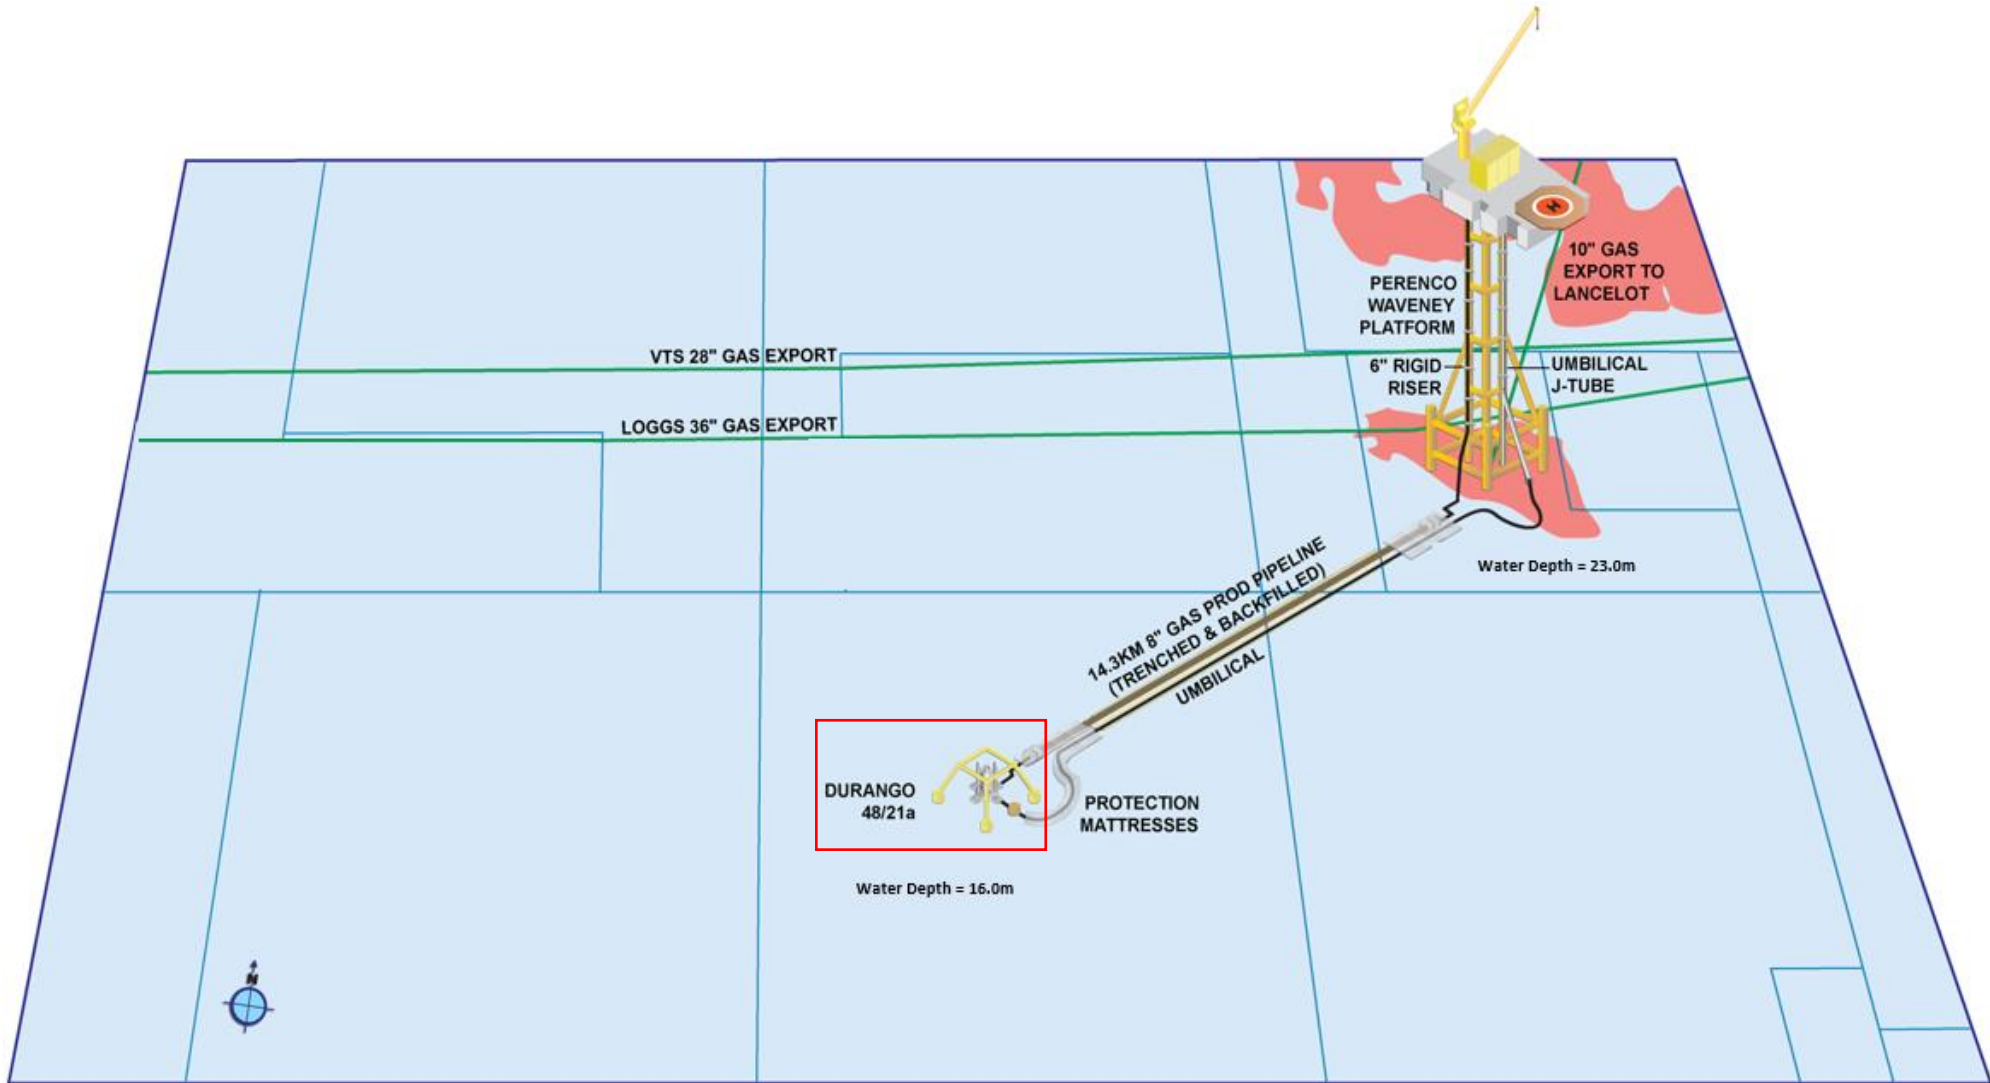 10" GAS
EXPORT TO
LANCELOT
PERENCO
WAVENEY
PLATFORM
VTS 28" GAS EXPORT
6" RIGID
RISER
UMBILICAL
J-TUBE
LOGGS 36" GAS EXPORT
14.3KM 8" GAS PROD PIPELINE
(TRENCHED & BACKFILLED)
UMBILICAL
Water Depth = 23.0m
DURANGO
48/21a
PROTECTION
MATTRESSES
Water Depth = 16.0m
N
H